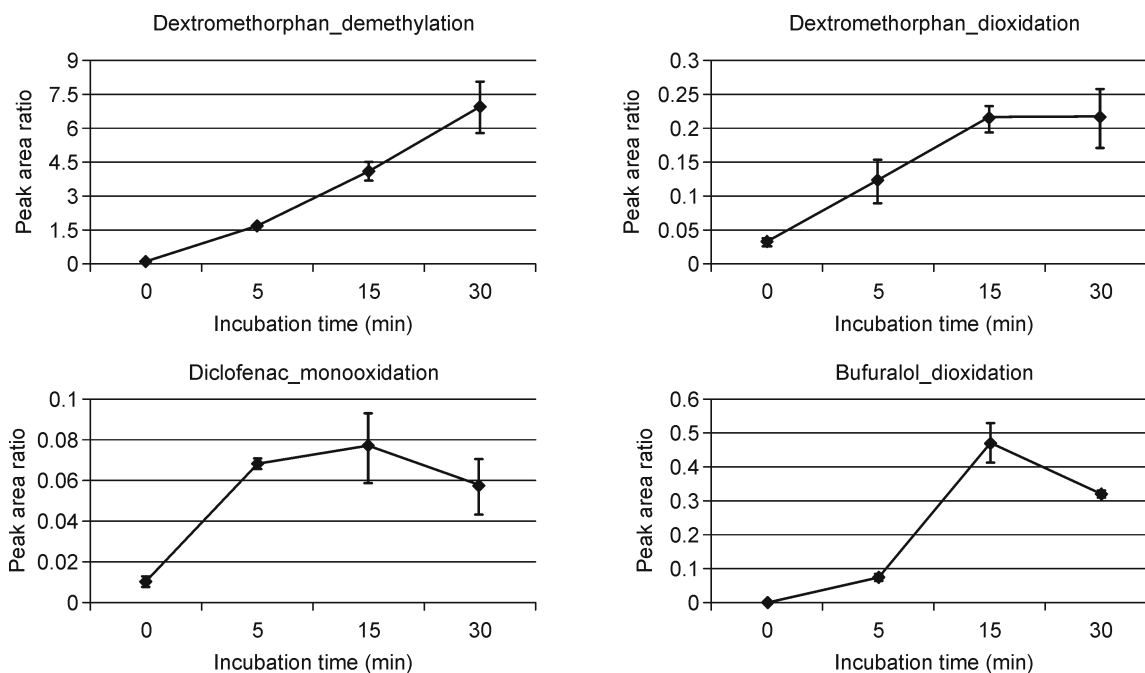 Dextromethorphan_demethylation
Peak area ratio
9
7.5
6
4.5
3
1.5
0
0 5 15 30
Incubation time (min)
Dextromethorphan_dioxidation
Peak area ratio
0.3
0.25
0.2
0.15
0.1
0.05
0
0 5 15 30
Incubation time (min)
Diclofenac_monooxidation
Peak area ratio
0.1
0.08
0.06
0.04
0.02
0
0 5 15 30
Incubation time (min)
Bufuralol_dioxidation
Peak area ratio
0.6
0.5
0.4
0.3
0.2
0.1
0
0 5 15 30
Incubation time (min)